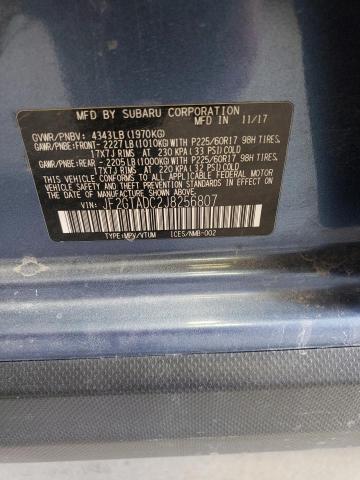 MFD BY SUBARU CORPORATION
MFD IN 11/17
GVWR/PNBV: 4343LB(1970KG)
GAWR/PNBE:FRONT-2227LB(1010KG)WITH P225/60R17 98H TIRES,
17X7J RIMS AT 230 KPA(33 PSI)COLD
GAWR/PNBE:REAR -2205LB(1000KG)WITH P225/60R17 98H TIRES,
17X7J RIMS AT 220 KPA(32 PSI)COLD
THIS VEHICLE CONFORMS TO ALL APPLICABLE FEDERAL MOTOR
VEHICLE SAFETY, BUMPER, AND THEFT PREVENTION STANDARDS IN
EFFECT ON THE DATE OF MANUFACTURE SHOWN ABOVE.
VIN: JF2GTADC2J8256807
TYPE:MPV/VTUM ICES/NMB-002